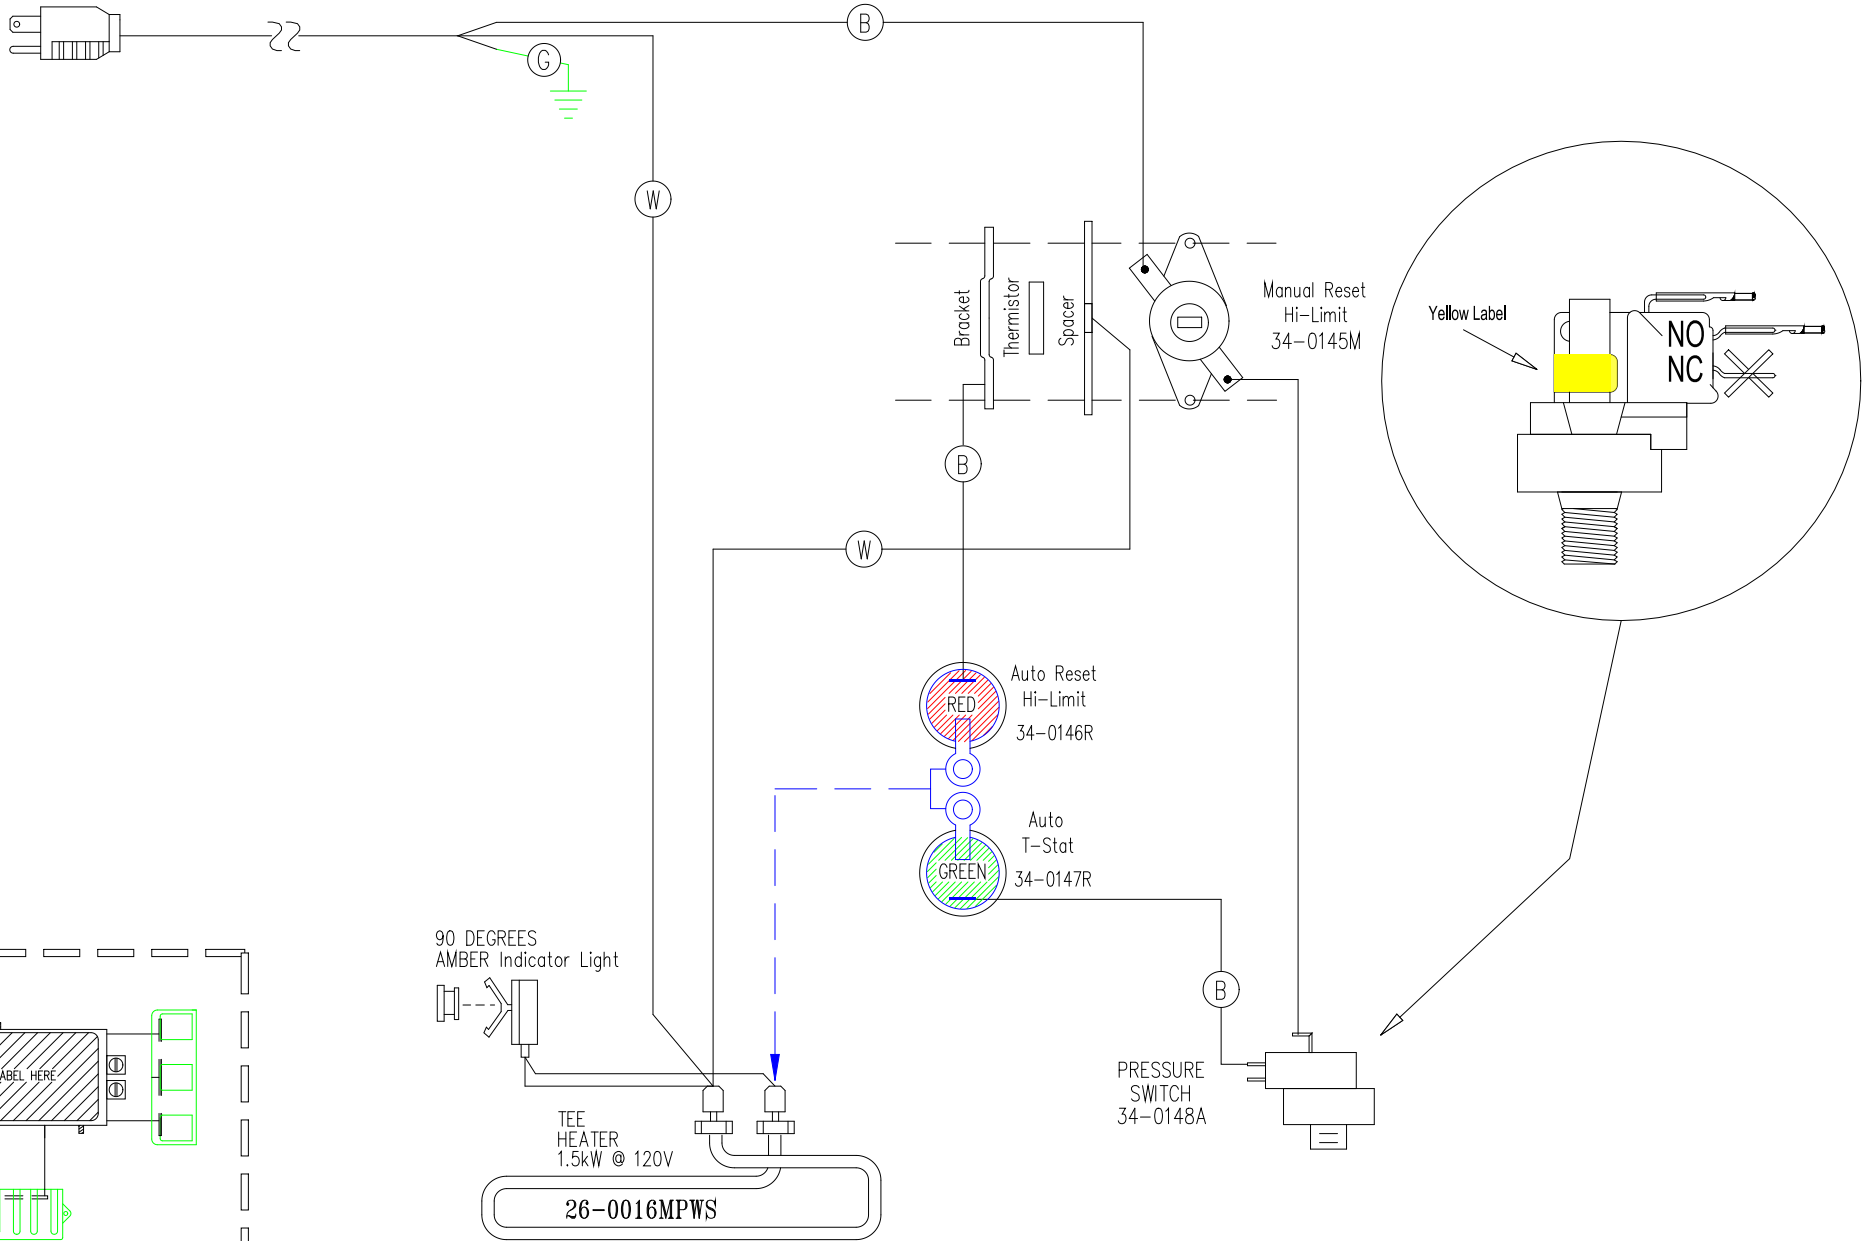 B
G
W
Bracket
Thermistor
Spacer
Manual Reset
Hi-Limit
34-0145M
Yellow Label
NO
NC
B
W
RED
Auto Reset
Hi-Limit
34-0146R
GREEN
Auto
T-Stat
34-0147R
90 DEGREES
AMBER Indicator Light
B
PRESSURE
SWITCH
34-0148A
ABEL HERE
TEE
HEATER
1.5kW @ 120V
26-0016MPWS